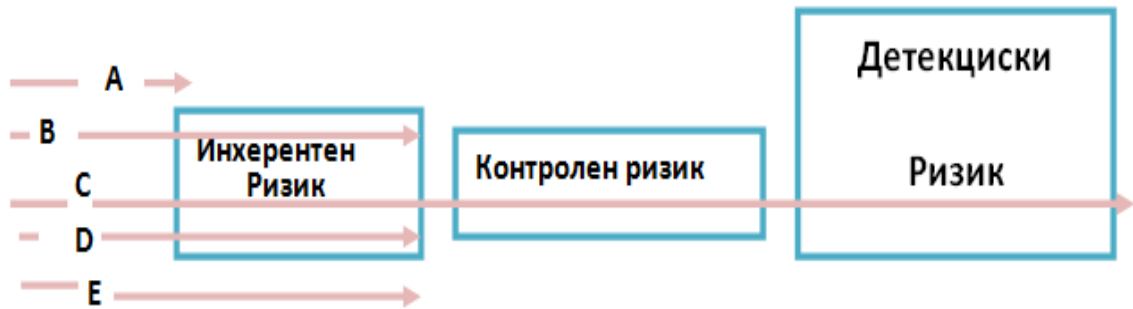 A
B
C
D
E
Инхерентен
Ризик
Контролен ризик
Детекциски
Ризик